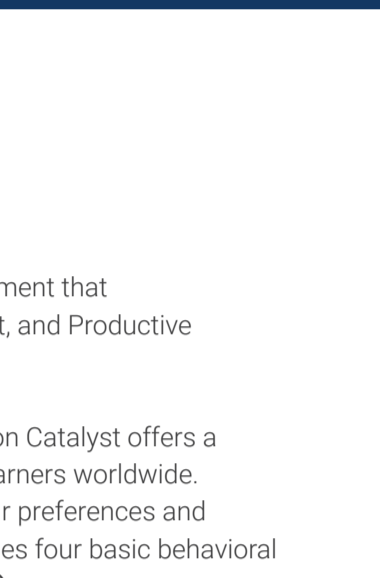 ment that
t, and Productive
on Catalyst offers a
arners worldwide.
r preferences and
es four basic behavioral